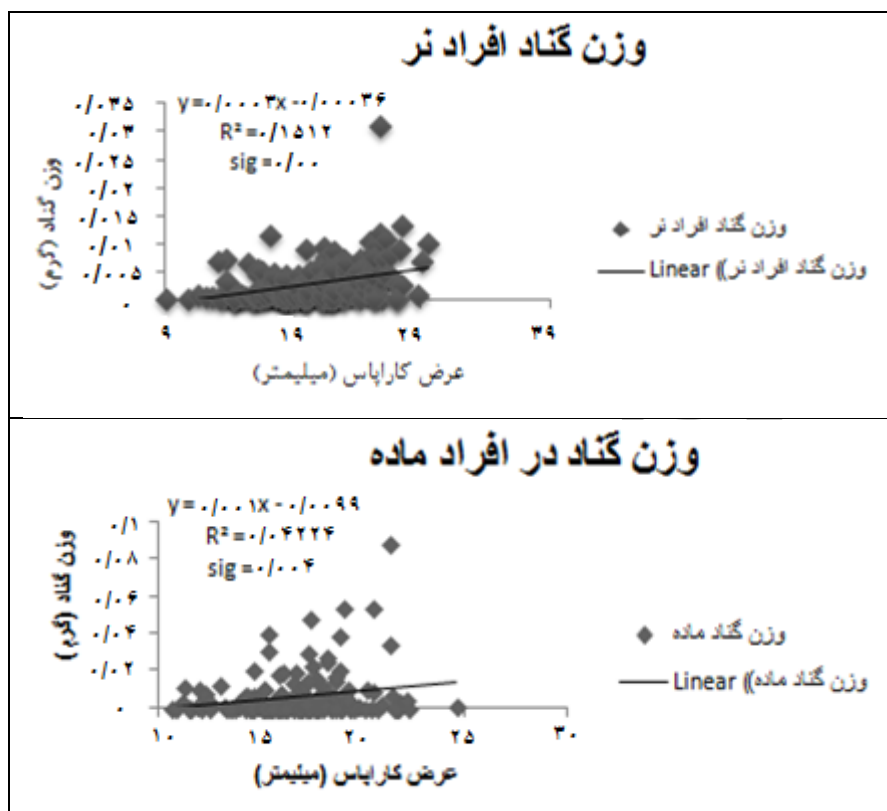 وزن گناد افراد نر
y =۰/۰۰۰۳x -۰/۰۰۰۳۶
R² =۰/۱۵۱۲
sig =۰/۰۰
۰/۰۳۵
۰/۰۳
۰/۰۲۵
۰/۰۲
۰/۰۱۵
۰/۰۱
۰/۰۰۵
۰
وزن گناد (گرم)
۹ ۱۹ ۲۹ ۳۹
عرض کاراپاس (میلیمتر)
وزن گناد افراد نر
Linear ((وزن گناد افراد نر
وزن گناد در افراد ماده
y =۰/۰۰۱x - ۰/۰۰۹۹
R² =۰/۰۴۲۲۴
sig =۰/۰۰۴
۰/۱
۰/۰۸
۰/۰۶
۰/۰۴
۰/۰۲
۰
وزن گناد (گرم)
۱۰ ۱۵ ۲۰ ۲۵ ۳۰
عرض کاراپاس (میلیمتر)
وزن گناد ماده
Linear ((وزن گناد ماده